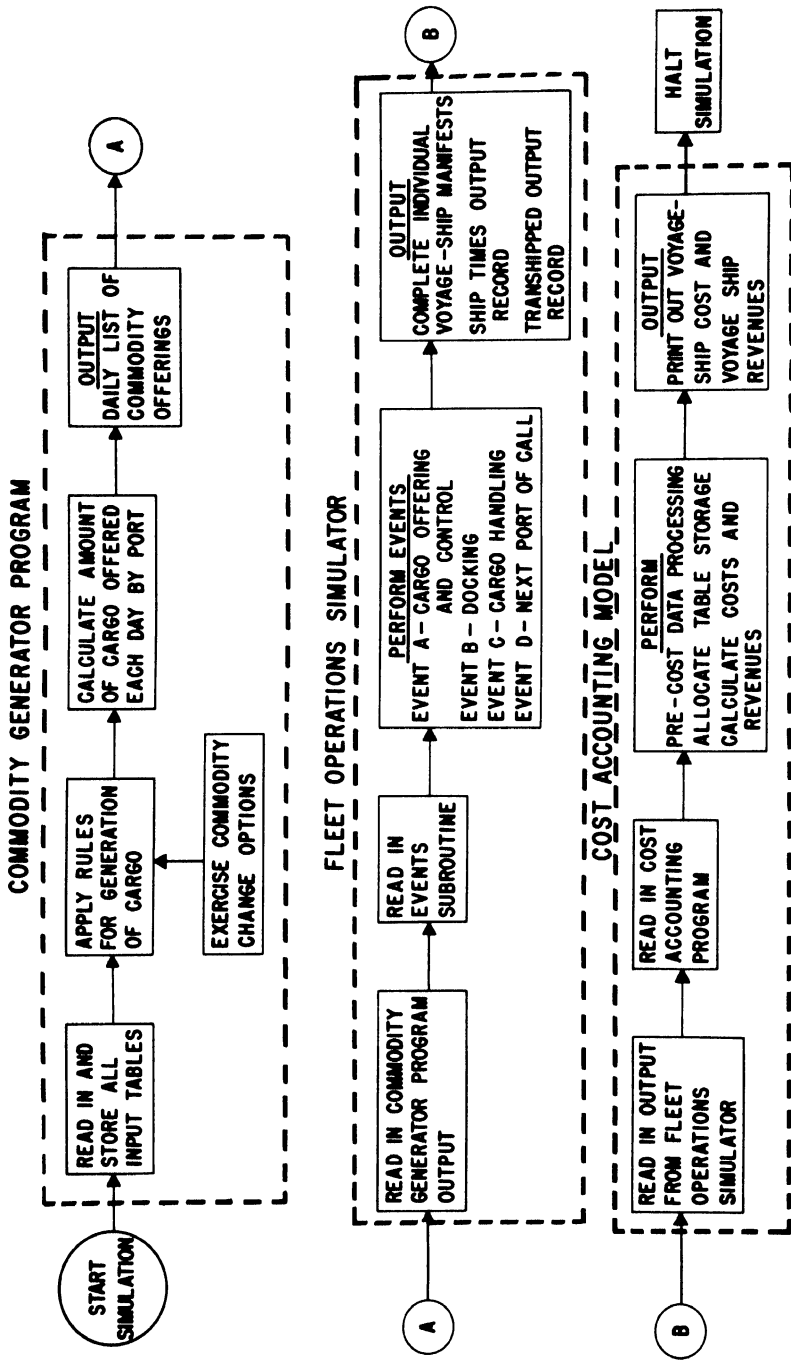 COMMODITY GENERATOR PROGRAM
START
SIMULATION
READ IN AND
STORE ALL
INPUT TABLES
APPLY RULES
FOR GENERATION
OF CARGO
EXERCISE COMMODITY
CHANGE OPTIONS
CALCULATE AMOUNT
OF CARGO OFFERED
EACH DAY BY PORT
OUTPUT
DAILY LIST OF
COMMODITY
OFFERINGS
A
FLEET OPERATIONS SIMULATOR
A
READ IN COMMODITY
GENERATOR PROGRAM
OUTPUT
READ IN
EVENTS
SUBROUTINE
PERFORM EVENTS
EVENT A-CARGO OFFERING
AND CONTROL
EVENT B-DOCKING
EVENT C-CARGO HANDLING
EVENT D-NEXT PORT OF CALL
OUTPUT
COMPLETE INDIVIDUAL
VOYAGE-SHIP MANIFESTS
SHIP TIMES OUTPUT
RECORD
TRANSHIPPED OUTPUT
RECORD
B
COST ACCOUNTING MODEL
B
READ IN OUTPUT
FROM FLEET
OPERATIONS
SIMULATOR
READ IN COST
ACCOUNTING
PROGRAM
PERFORM
PRE-COST DATA PROCESSING
ALLOCATE TABLE STORAGE
CALCULATE COSTS AND
REVENUES
OUTPUT
PRINT OUT VOYAGE-
SHIP COST AND
VOYAGE SHIP
REVENUES
HALT
SIMULATION